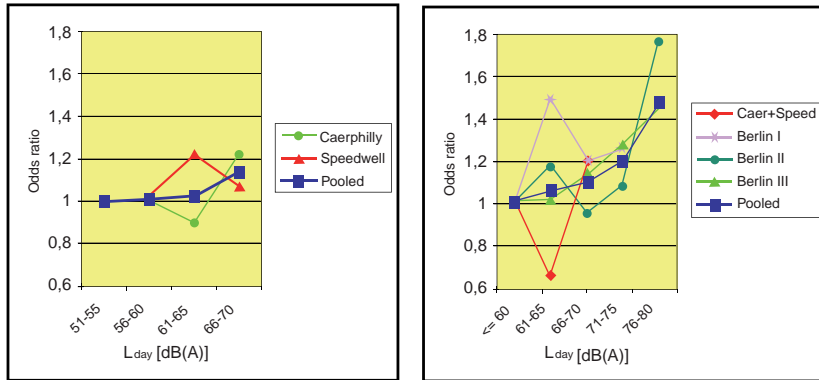 1,8
1,6
1,4
1,2
1
0,8
0,6
Odds ratio
51-55
56-60
61-65
66-70
Lday [dB(A)]
Caerphilly
Speedwell
Pooled
1,8
1,6
1,4
1,2
1
0,8
0,6
Odds ratio
<= 60
61-65
66-70
71-75
76-80
Lday [dB(A)]
Caer+Speed
Berlin I
Berlin II
Berlin III
Pooled